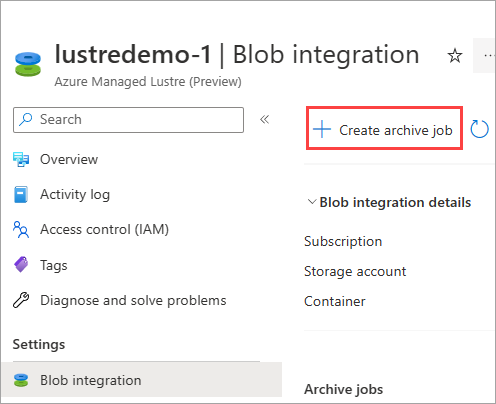 lustredemo-1 | Blob integration
Azure Managed Lustre (Preview)
Search
Create archive job
Overview
Activity log
Access control (IAM)
Tags
Diagnose and solve problems
Settings
Blob integration
Blob integration details
Subscription
Storage account
Container
Archive jobs